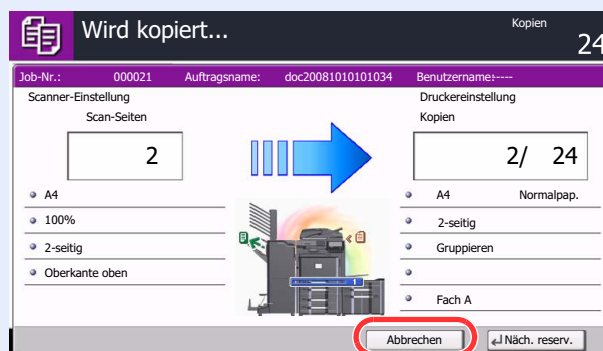 Wird kopiert...
Kopien
24
Job-Nr.: 000021 Auftragsname: doc20081010101034 Benutzername:-----
Scanner-Einstellung
Scan-Seiten
2
A4
100%
2-seitig
Oberkante oben
1
Druckereinstellung
Kopien
2/ 24
A4 Normalpap.
2-seitig
Gruppieren
Fach A
Abbrechen
Näch. reserv.